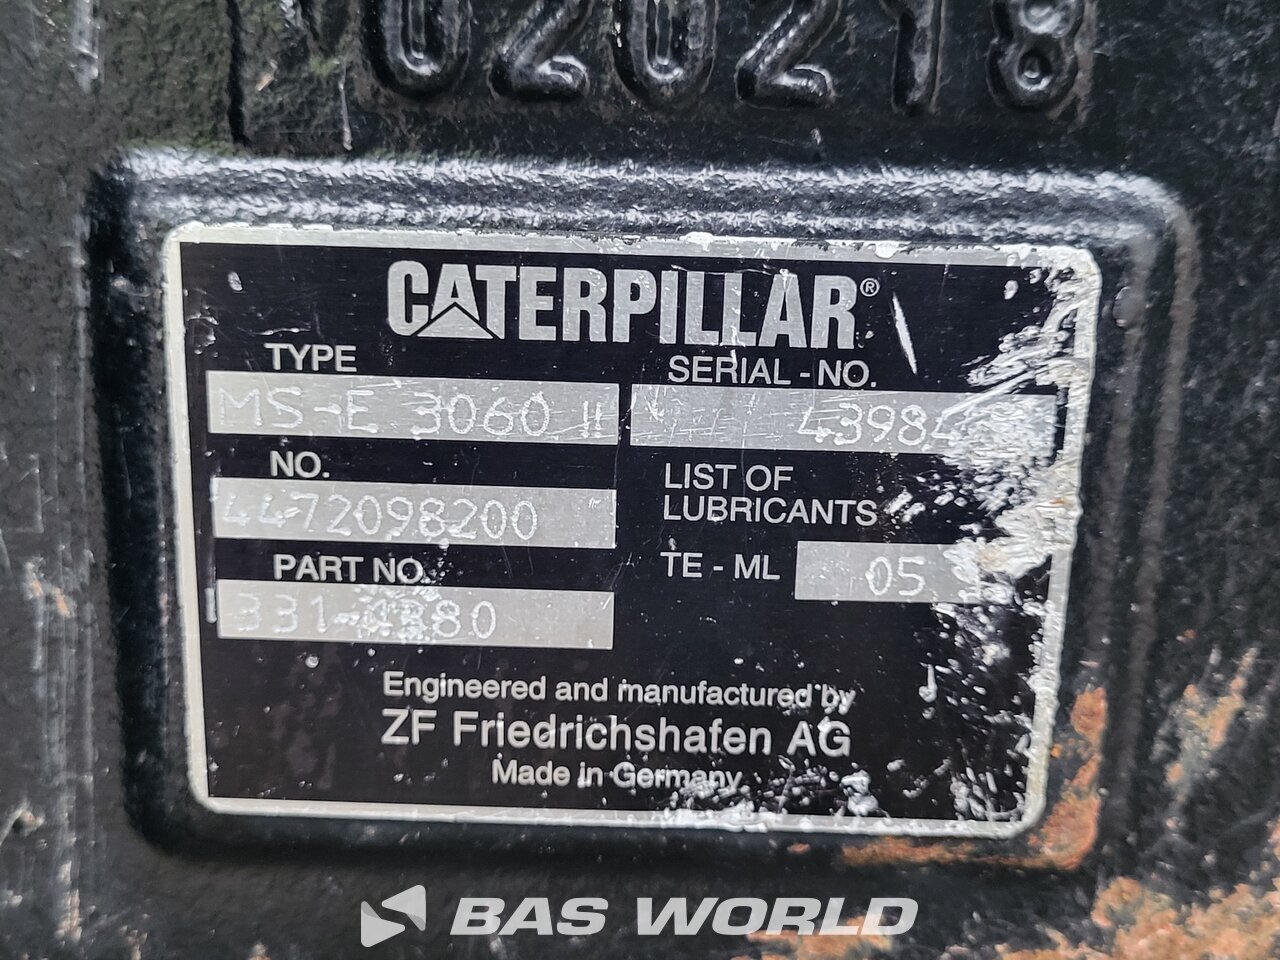 020218
CATERPILLAR®
TYPE
MS-E 3060 II
SERIAL-NO.
NO.
4472098200
LIST OF
LUBRICANTS
PART NO.
TE-ML 05
Engineered and manufactured by
ZF Friedrichshafen AG
Made in Germany
BAS WORLD